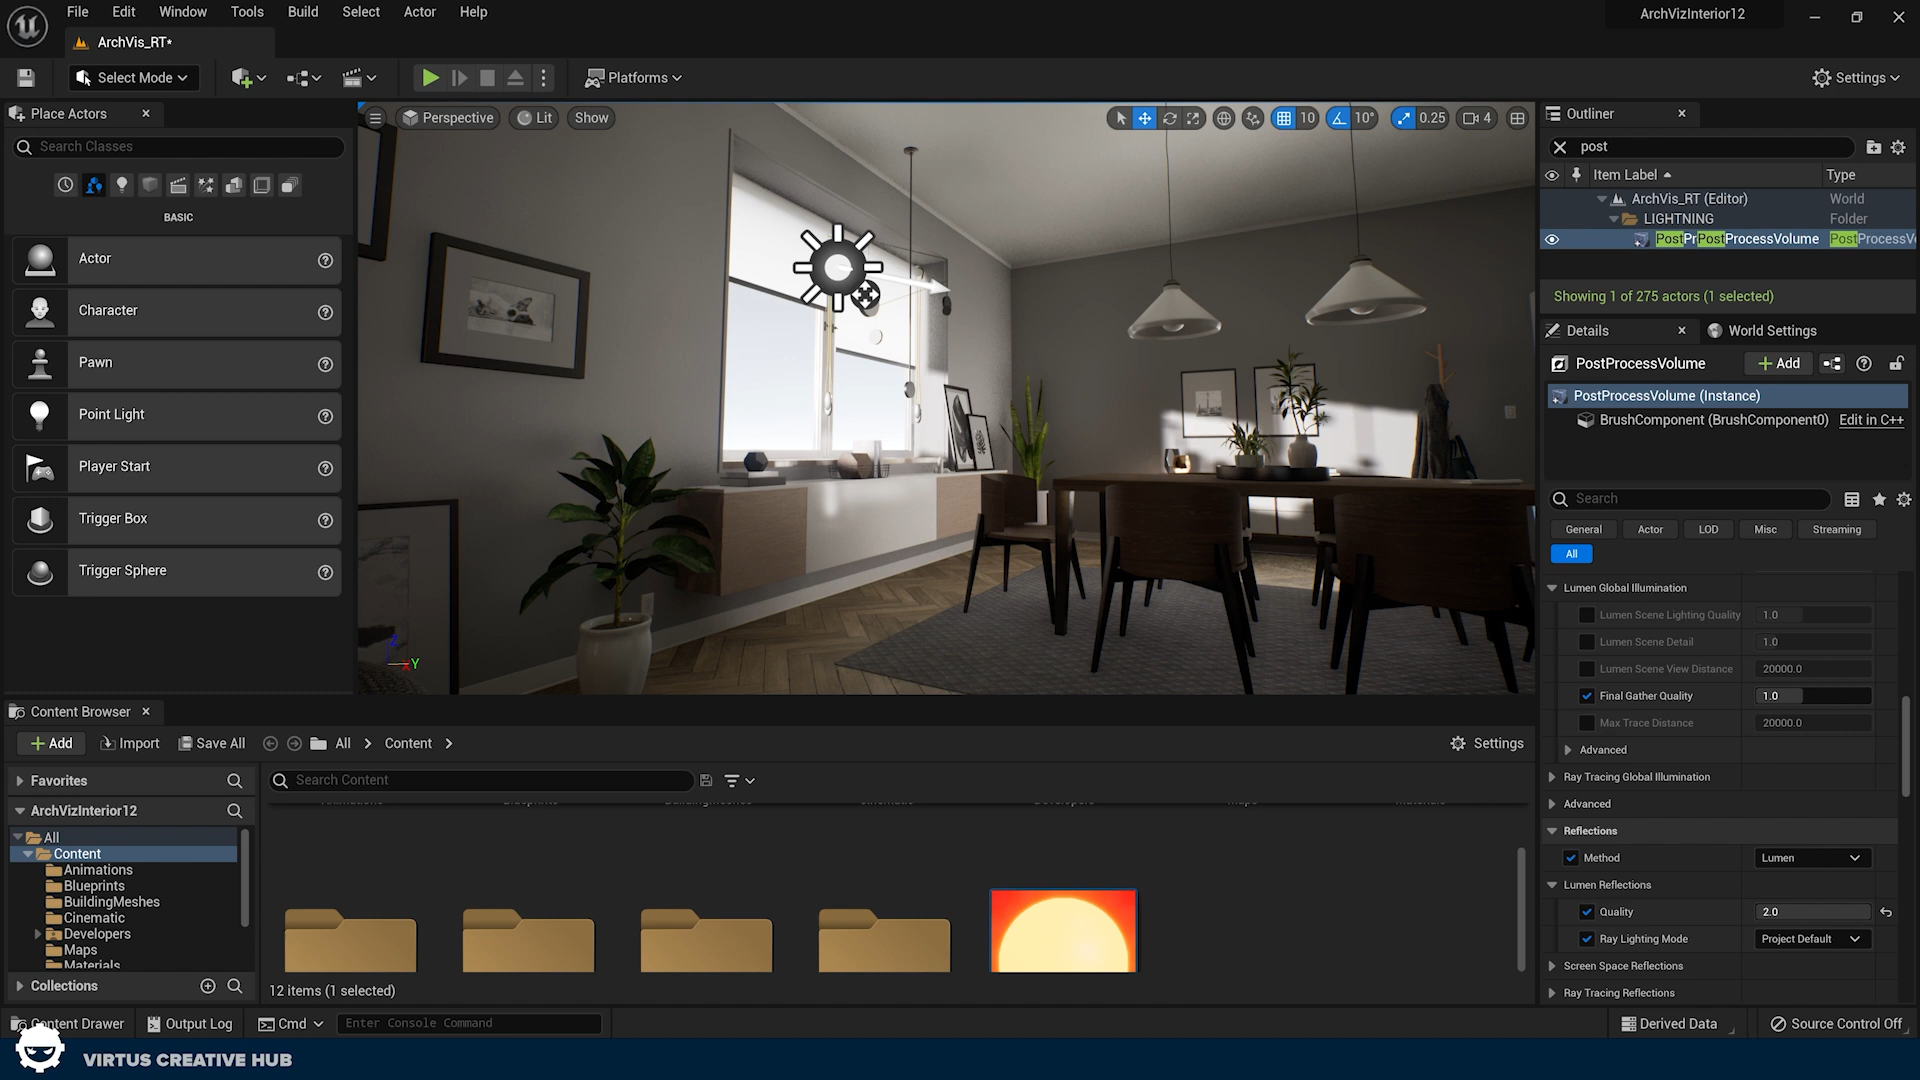 File Edit Window Tools Build Select Actor Help
ArchVizInterior12
ArchVis_RT*
Select Mode
Platforms
Settings
Place Actors
Search Classes
BASIC
Actor
Character
Pawn
Point Light
Player Start
Trigger Box
Trigger Sphere
Perspective
Lit
Show
10
10°
0.25
4
Y
Outliner
post
Item Label Type
ArchVis_RT (Editor) World
LIGHTNING Folder
PostPrPostProcessVolume PostProcessVo
Showing 1 of 275 actors (1 selected)
Details World Settings
PostProcessVolume Add
PostProcessVolume (Instance)
BrushComponent (BrushComponent0) Edit in C++
Search
General Actor LOD Misc Streaming
All
Lumen Global Illumination
Lumen Scene Lighting Quality 1.0
Lumen Scene Detail 1.0
Lumen Scene View Distance 20000.0
Final Gather Quality 1.0
Max Trace Distance 20000.0
Advanced
Ray Tracing Global Illumination
Advanced
Reflections
Method Lumen
Lumen Reflections
Quality 2.0
Ray Lighting Mode Project Default
Screen Space Reflections
Ray Tracing Reflections
Content Browser
Add Import Save All All Content Settings
Favorites
Search Content
ArchVizInterior12
All
Content
Animations
Blueprints
BuildingMeshes
Cinematic
Developers
Maps
Materials
Collections
12 items (1 selected)
Content Drawer Output Log Cmd Enter Console Command
Derived Data Source Control Off
VIRTUS CREATIVE HUB